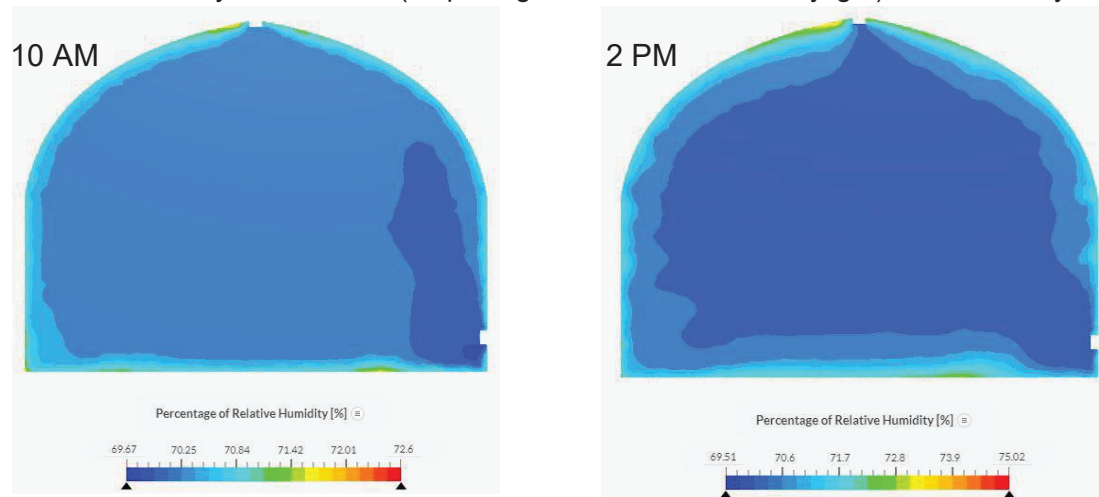 10 AM
2 PM
Percentage of Relative Humidity [%]
69.67 70.25 70.84 71.42 72.01 72.6
Percentage of Relative Humidity [%]
69.51 70.6 71.7 72.8 73.9 75.02